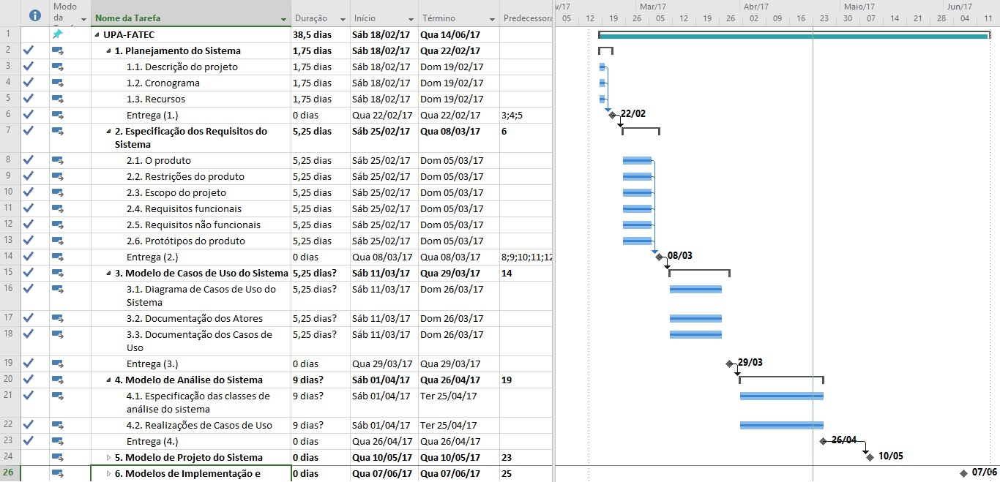 Modo
da
Tarefa
Nome da Tarefa Duração Início Término Predecessora
v/17 Mar/17 Abr/17 Maio/17 Jun/17
05 12 19 26 05 12 19 26 02 09 16 23 30 07 14 21 28 04 11
1 UPA-FATEC 38,5 dias Sáb 18/02/17 Qua 14/06/17
2 1. Planejamento do Sistema 1,75 dias Sáb 18/02/17 Qua 22/02/17
3 1.1. Descrição do projeto 1,75 dias Sáb 18/02/17 Dom 19/02/17
4 1.2. Cronograma 1,75 dias Sáb 18/02/17 Dom 19/02/17
5 1.3. Recursos 1,75 dias Sáb 18/02/17 Dom 19/02/17
6 Entrega (1.) 0 dias Qua 22/02/17 Qua 22/02/17 3;4;5 22/02
7 2. Especificação dos Requisitos do 5,25 dias Sáb 25/02/17 Qua 08/03/17 6
Sistema
8 2.1. O produto 5,25 dias Sáb 25/02/17 Dom 05/03/17
9 2.2. Restrições do produto 5,25 dias Sáb 25/02/17 Dom 05/03/17
10 2.3. Escopo do projeto 5,25 dias Sáb 25/02/17 Dom 05/03/17
11 2.4. Requisitos funcionais 5,25 dias Sáb 25/02/17 Dom 05/03/17
12 2.5. Requisitos não funcionais 5,25 dias Sáb 25/02/17 Dom 05/03/17
13 2.6. Protótipos do produto 5,25 dias Sáb 25/02/17 Dom 05/03/17
14 Entrega (2.) 0 dias Qua 08/03/17 Qua 08/03/17 8;9;10;11;12 08/03
15 3. Modelo de Casos de Uso do Sistema 5,25 dias? Sáb 11/03/17 Qua 29/03/17 14
16 3.1. Diagrama de Casos de Uso do 5,25 dias? Sáb 11/03/17 Dom 26/03/17
Sistema
17 3.2. Documentação dos Atores 5,25 dias? Sáb 11/03/17 Dom 26/03/17
18 3.3. Documentação dos Casos de 5,25 dias? Sáb 11/03/17 Dom 26/03/17
Uso
19 Entrega (3.) 0 dias Qua 29/03/17 Qua 29/03/17 29/03
20 4. Modelo de Análise do Sistema 9 dias? Sáb 01/04/17 Qua 26/04/17 19
21 4.1. Especificação das classes de 9 dias? Sáb 01/04/17 Ter 25/04/17
análise do sistema
22 4.2. Realizações de Casos de Uso 9 dias? Sáb 01/04/17 Ter 25/04/17
23 Entrega (4.) 0 dias Qua 26/04/17 Qua 26/04/17 26/04
24 5. Modelo de Projeto do Sistema 0 dias Qua 10/05/17 Qua 10/05/17 23 10/05
26 6. Modelos de Implementação e 0 dias Qua 07/06/17 Qua 07/06/17 25 07/06